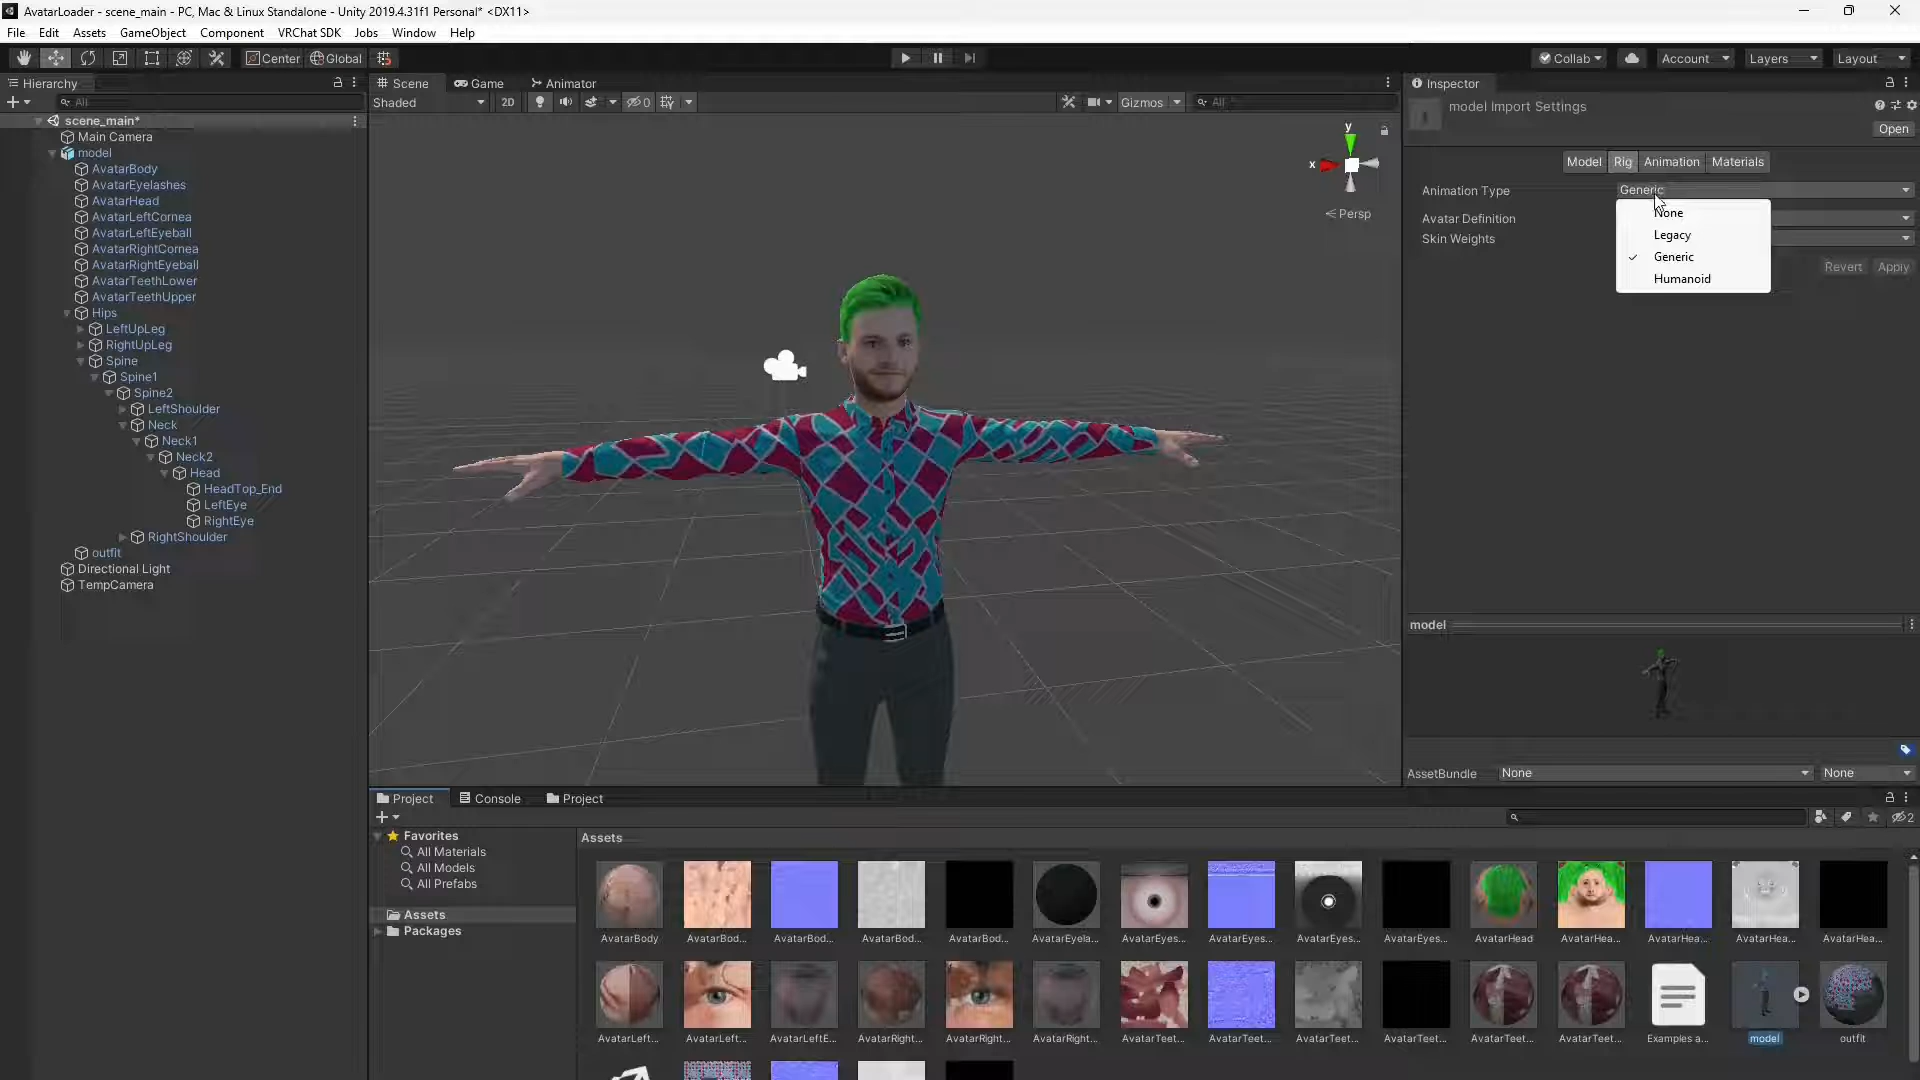 AvatarLoader - scene_main - PC, Mac & Linux Standalone - Unity 2019.4.31f1 Personal* <DX11>
File Edit Assets GameObject Component VRChat SDK Jobs Window Help
Center Global Collab Account Layers Layout
Hierarchy
All
scene_main*
Main Camera
model
AvatarBody
AvatarEyelashes
AvatarHead
AvatarLeftCornea
AvatarLeftEyeball
AvatarRightCornea
AvatarRightEyeball
AvatarTeethLower
AvatarTeethUpper
Hips
LeftUpLeg
RightUpLeg
Spine
Spine1
Spine2
LeftShoulder
Neck
Neck1
Neck2
Head
HeadTop_End
LeftEye
RightEye
RightShoulder
outfit
Directional Light
TempCamera
Scene Game Animator
Shaded 2D 0 Gizmos All
y
x
Persp
Inspector
model Import Settings
Open
Model Rig Animation Materials
Animation Type Generic
Avatar Definition
Skin Weights
None
Legacy
Generic
Humanoid
Revert Apply
model
AssetBundle None None
Project Console Project
2
Favorites
All Materials
All Models
All Prefabs
Assets
Packages
Assets
AvatarBody AvatarBod... AvatarBod... AvatarBod... AvatarBod... AvatarEyela... AvatarEyes... AvatarEyes... AvatarEyes... AvatarEyes... AvatarHead AvatarHea... AvatarHea... AvatarHea... AvatarHea...
AvatarLeft... AvatarLeft... AvatarLeftE... AvatarRight... AvatarRight... AvatarRight... AvatarTeet... AvatarTeet... AvatarTeet... AvatarTeet... AvatarTeet... AvatarTeet... Examples a... model outfit